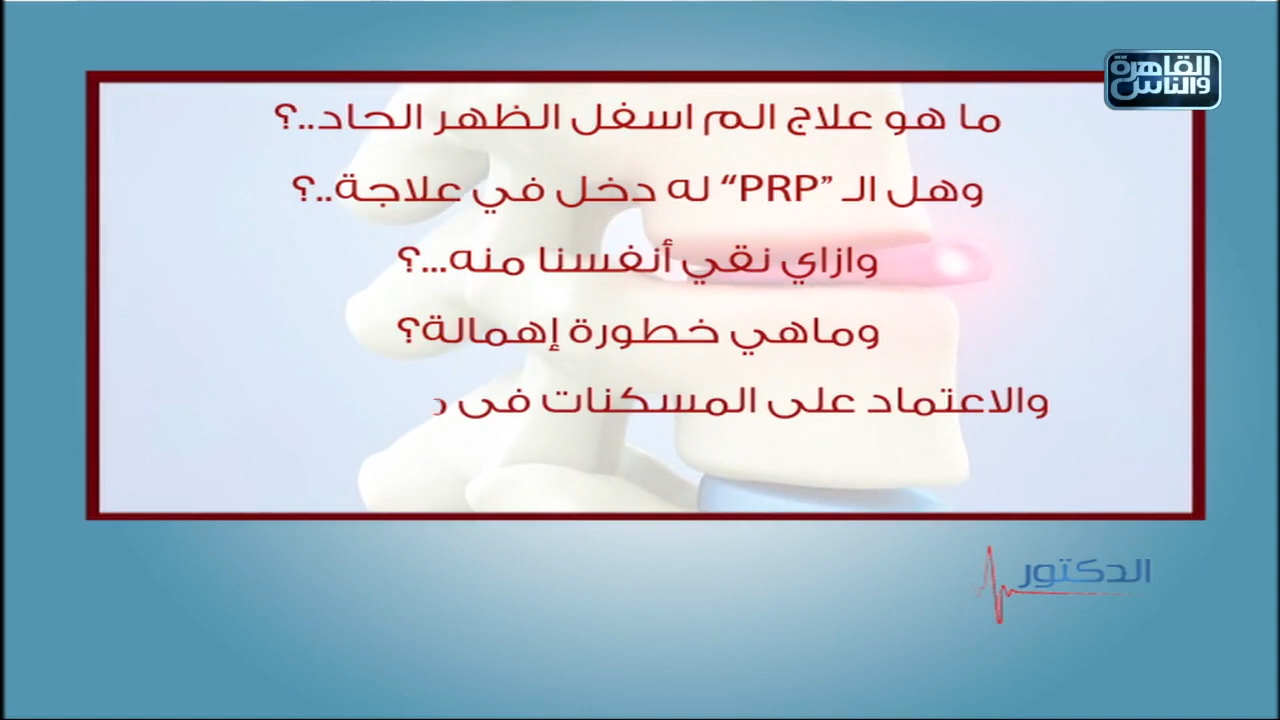 القاهرة
والناس
ما هو علاج الم اسفل الظهر الحاد..؟
وهل الـ "PRP" له دخل في علاجة..؟
وازاي نقي أنفسنا منه...؟
وماهي خطورة إهمالة؟
والاعتماد على المسكنات فى
الدكتور